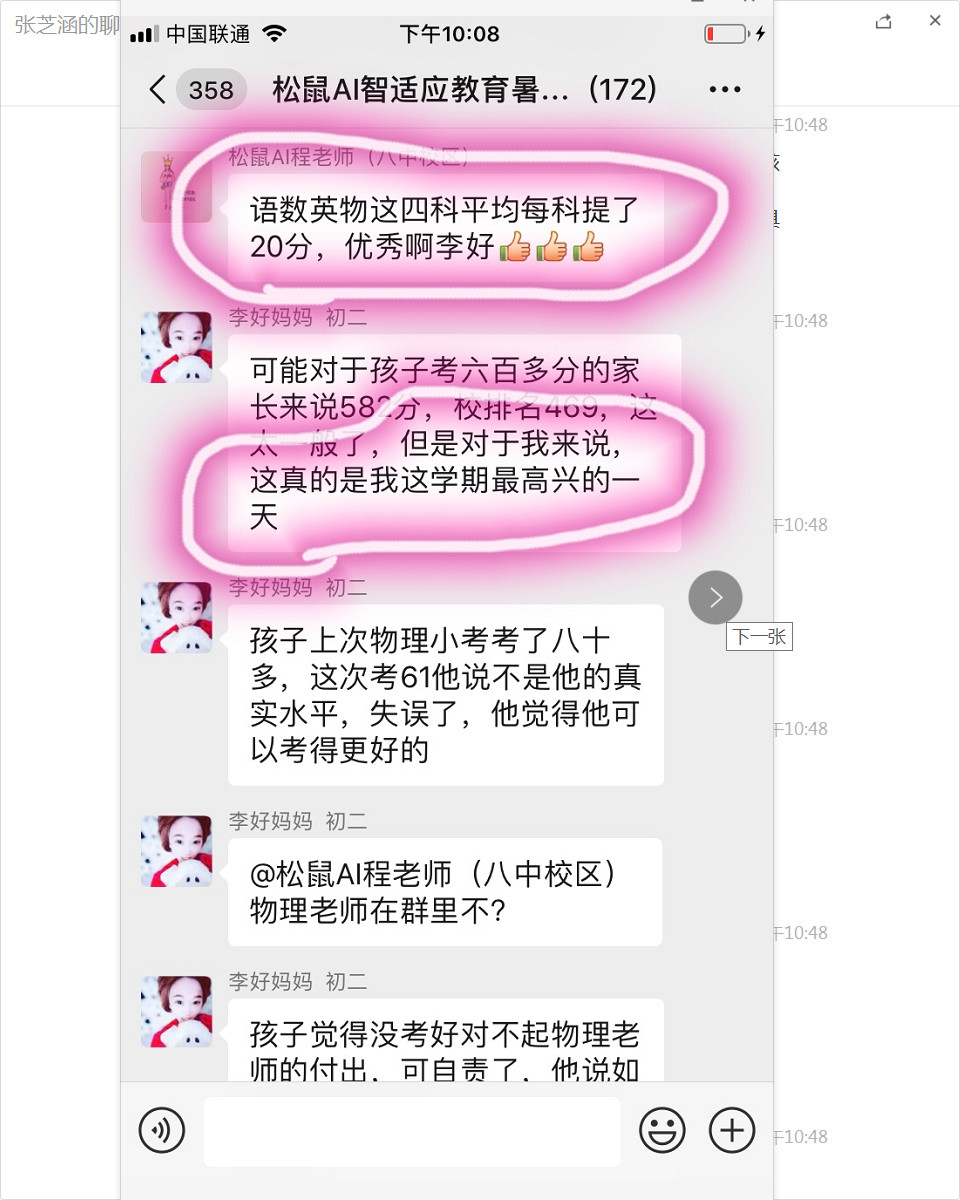 张芝涵的聊
中国联通
下午10:08
358
松鼠AI智适应教育暑... (172)
松鼠AI程老师（八中校区）
语数英物这四科平均每科提了
20分，优秀啊李好👍👍👍
李好妈妈 初二
可能对于孩子考六百多分的家
长来说582分，校排名469，这
太一般了，但是对于我来说，
这真的是我这学期最高兴的一
天
李好妈妈 初二
孩子上次物理小考考了八十
多，这次考61他说不是他的真
实水平，失误了，他觉得他可
以考得更好的
李好妈妈 初二
@松鼠AI程老师（八中校区）
物理老师在群里不？
李好妈妈 初二
孩子觉得没考好对不起物理老
师的付出，可自责了，他说如
下一张
午10:48
午10:48
午10:48
午10:48
午10:48
午10:48